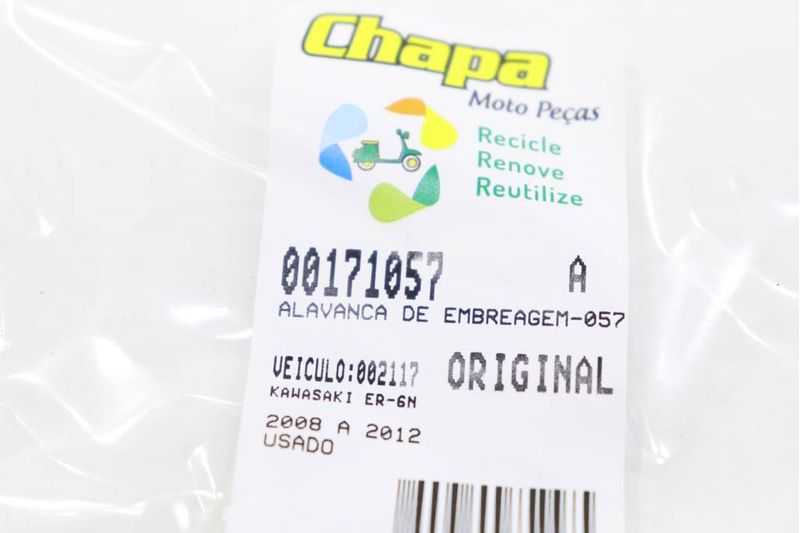 Chapa
Moto Peças
Recicle
Renove
Reutilize
00171057 A
ALAVANCA DE EMBREAGEM-057
VEICULO:002117 ORIGINAL
KAWASAKI ER-6N
2008 A 2012
USADO